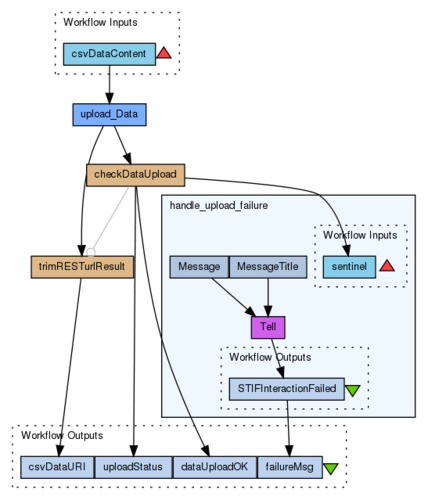 Workflow Inputs
csvDataContent
upload_Data
checkDataUpload
handle_upload_failure
Workflow Inputs
trimRESTurlResult
Message
MessageTitle
sentinel
Tell
Workflow Outputs
STIFInteractionFailed
Workflow Outputs
csvDataURI
uploadStatus
dataUploadOK
failureMsg